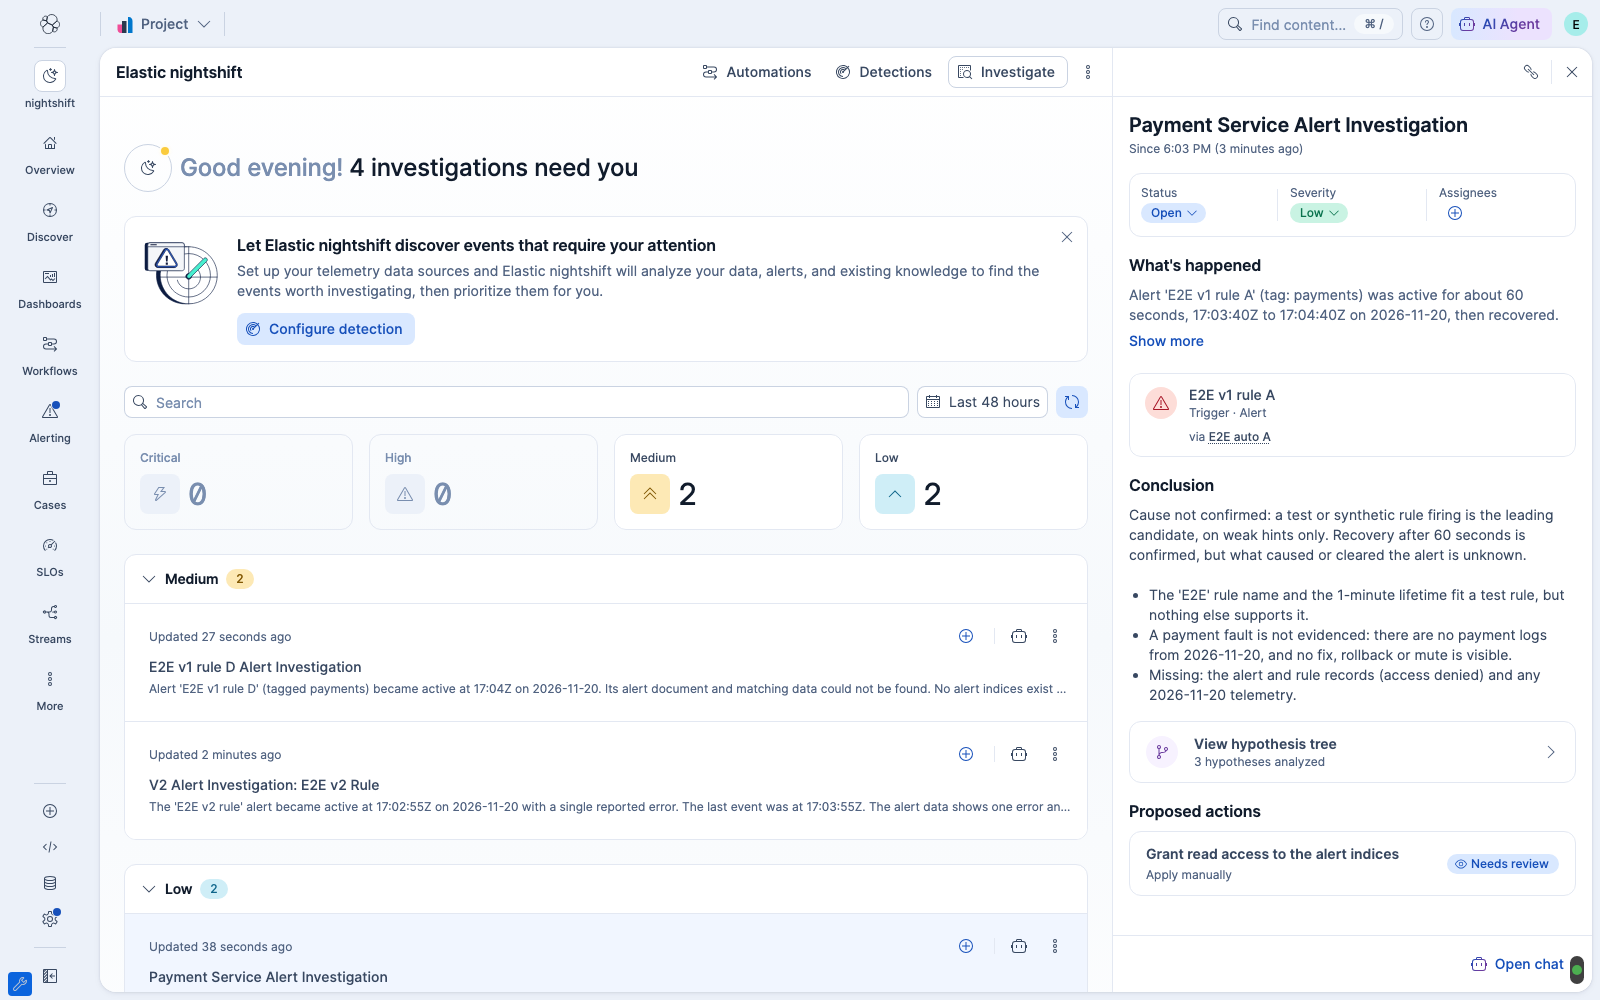 Project
Find content...
⌘ /
AI Agent
E
nightshift
Overview
Discover
Dashboards
Workflows
Alerting
Cases
SLOs
Streams
More
Elastic nightshift
Automations
Detections
Investigate
Good evening! 4 investigations need you
Let Elastic nightshift discover events that require your attention
Set up your telemetry data sources and Elastic nightshift will analyze your data, alerts, and existing knowledge to find the
events worth investigating, then prioritize them for you.
Configure detection
Search
Last 48 hours
Critical
0
High
0
Medium
2
Low
2
Medium 2
Updated 27 seconds ago
E2E v1 rule D Alert Investigation
Alert 'E2E v1 rule D' (tagged payments) became active at 17:04Z on 2026-11-20. Its alert document and matching data could not be found. No alert indices exist ...
Updated 2 minutes ago
V2 Alert Investigation: E2E v2 Rule
The 'E2E v2 rule' alert became active at 17:02:55Z on 2026-11-20 with a single reported error. The last event was at 17:03:55Z. The alert data shows one error an...
Low 2
Updated 38 seconds ago
Payment Service Alert Investigation
Payment Service Alert Investigation
Since 6:03 PM (3 minutes ago)
Status
Open
Severity
Low
Assignees
What's happened
Alert 'E2E v1 rule A' (tag: payments) was active for about 60
seconds, 17:03:40Z to 17:04:40Z on 2026-11-20, then recovered.
Show more
E2E v1 rule A
Trigger · Alert
via E2E auto A
Conclusion
Cause not confirmed: a test or synthetic rule firing is the leading
candidate, on weak hints only. Recovery after 60 seconds is
confirmed, but what caused or cleared the alert is unknown.
• The 'E2E' rule name and the 1-minute lifetime fit a test rule, but
nothing else supports it.
• A payment fault is not evidenced: there are no payment logs
from 2026-11-20, and no fix, rollback or mute is visible.
• Missing: the alert and rule records (access denied) and any
2026-11-20 telemetry.
View hypothesis tree
3 hypotheses analyzed
Proposed actions
Grant read access to the alert indices
Apply manually
Needs review
Open chat